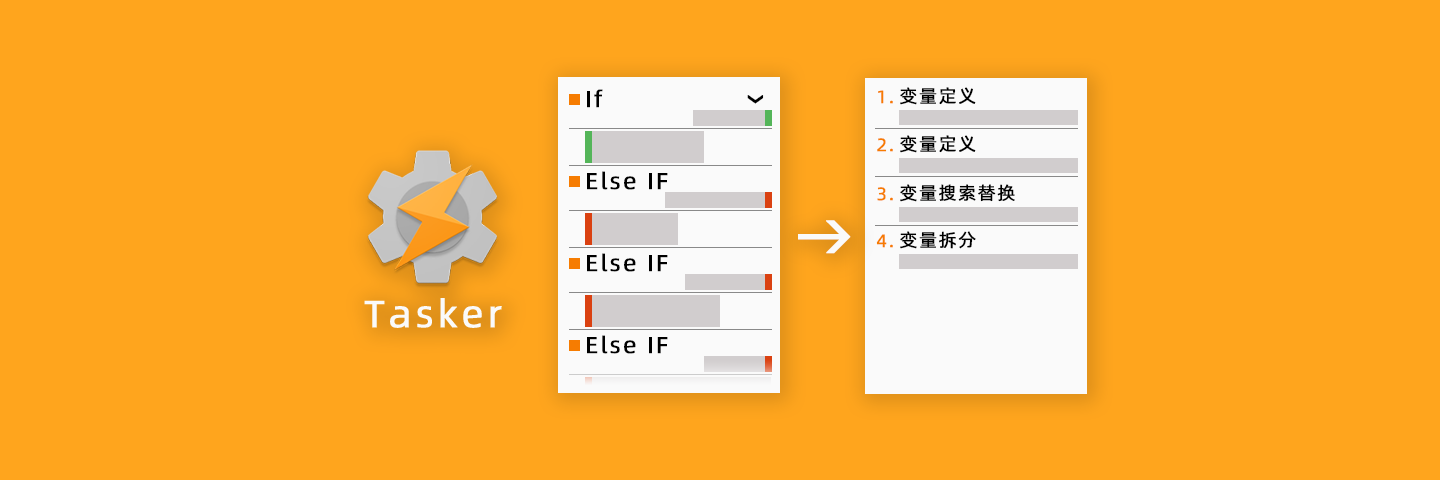 Tasker
If
Else IF
Else IF
Else IF
1. 变量定义
2. 变量定义
3. 变量搜索替换
4. 变量拆分